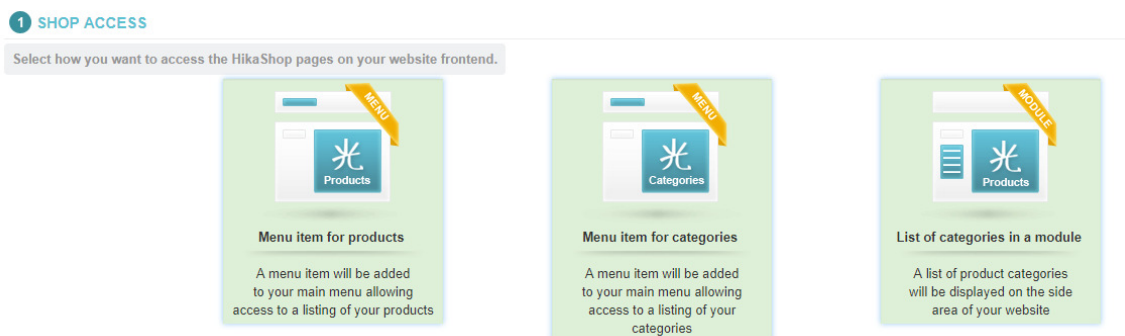 1 SHOP ACCESS
Select how you want to access the HikaShop pages on your website frontend.
MENU
光
Products
Menu item for products
A menu item will be added
to your main menu allowing
access to a listing of your products
MENU
光
Categories
Menu item for categories
A menu item will be added
to your main menu allowing
access to a listing of your
categories
MODULE
光
Products
List of categories in a module
A list of product categories
will be displayed on the side
area of your website